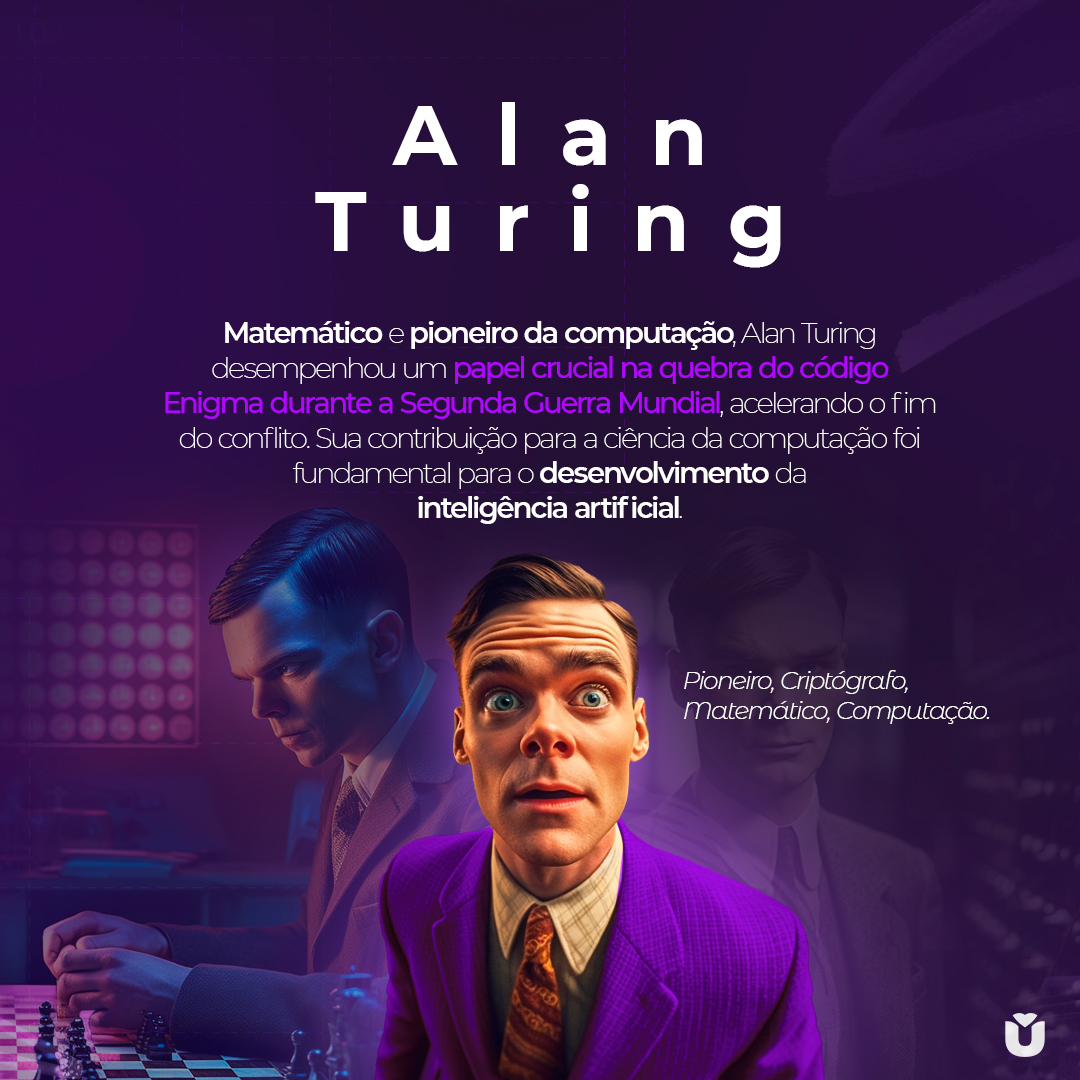 Alan
Turing
Matemático e pioneiro da computação, Alan Turing
desempenhou um papel crucial na quebra do código
Enigma durante a Segunda Guerra Mundial, acelerando o fim
do conflito. Sua contribuição para a ciência da computação foi
fundamental para o desenvolvimento da
inteligência artificial.
Pioneiro, Criptógrafo,
Matemático, Computação.